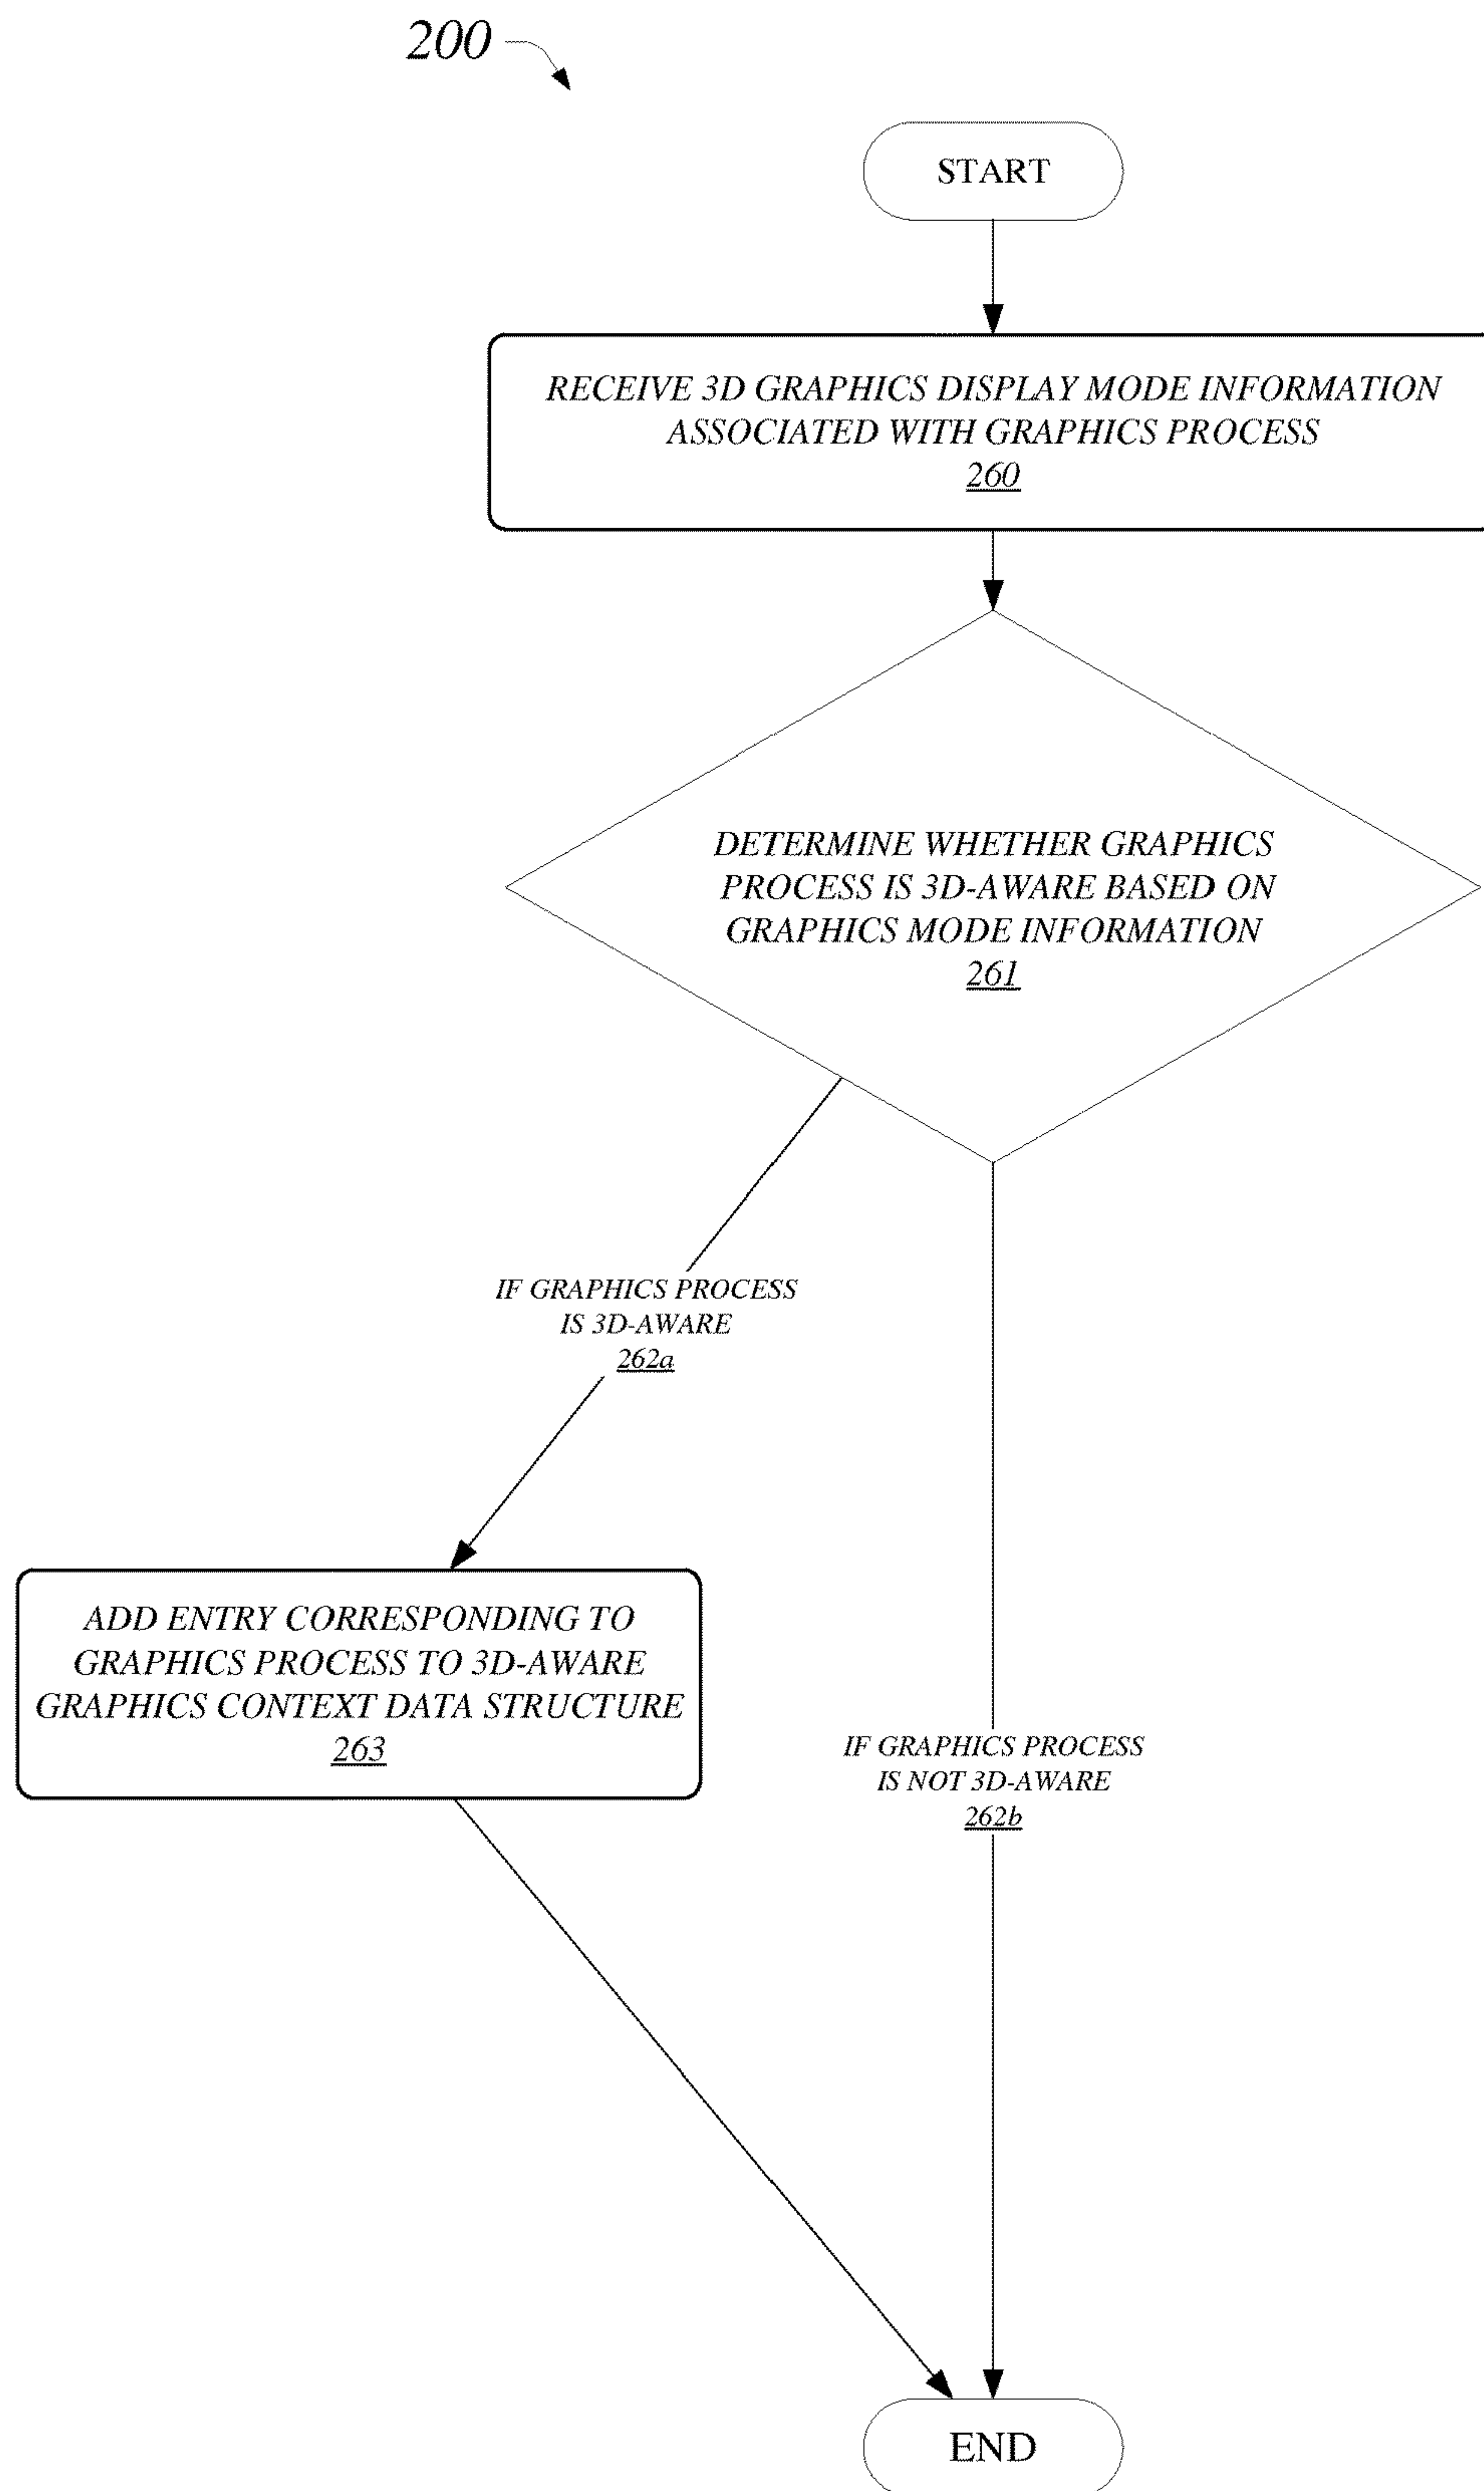 200
START
RECEIVE 3D GRAPHICS DISPLAY MODE INFORMATION
ASSOCIATED WITH GRAPHICS PROCESS
260
DETERMINE WHETHER GRAPHICS
PROCESS IS 3D-AWARE BASED ON
GRAPHICS MODE INFORMATION
261
IF GRAPHICS PROCESS
IS 3D-AWARE
262a
ADD ENTRY CORRESPONDING TO
GRAPHICS PROCESS TO 3D-AWARE
GRAPHICS CONTEXT DATA STRUCTURE
263
IF GRAPHICS PROCESS
IS NOT 3D-AWARE
262b
END